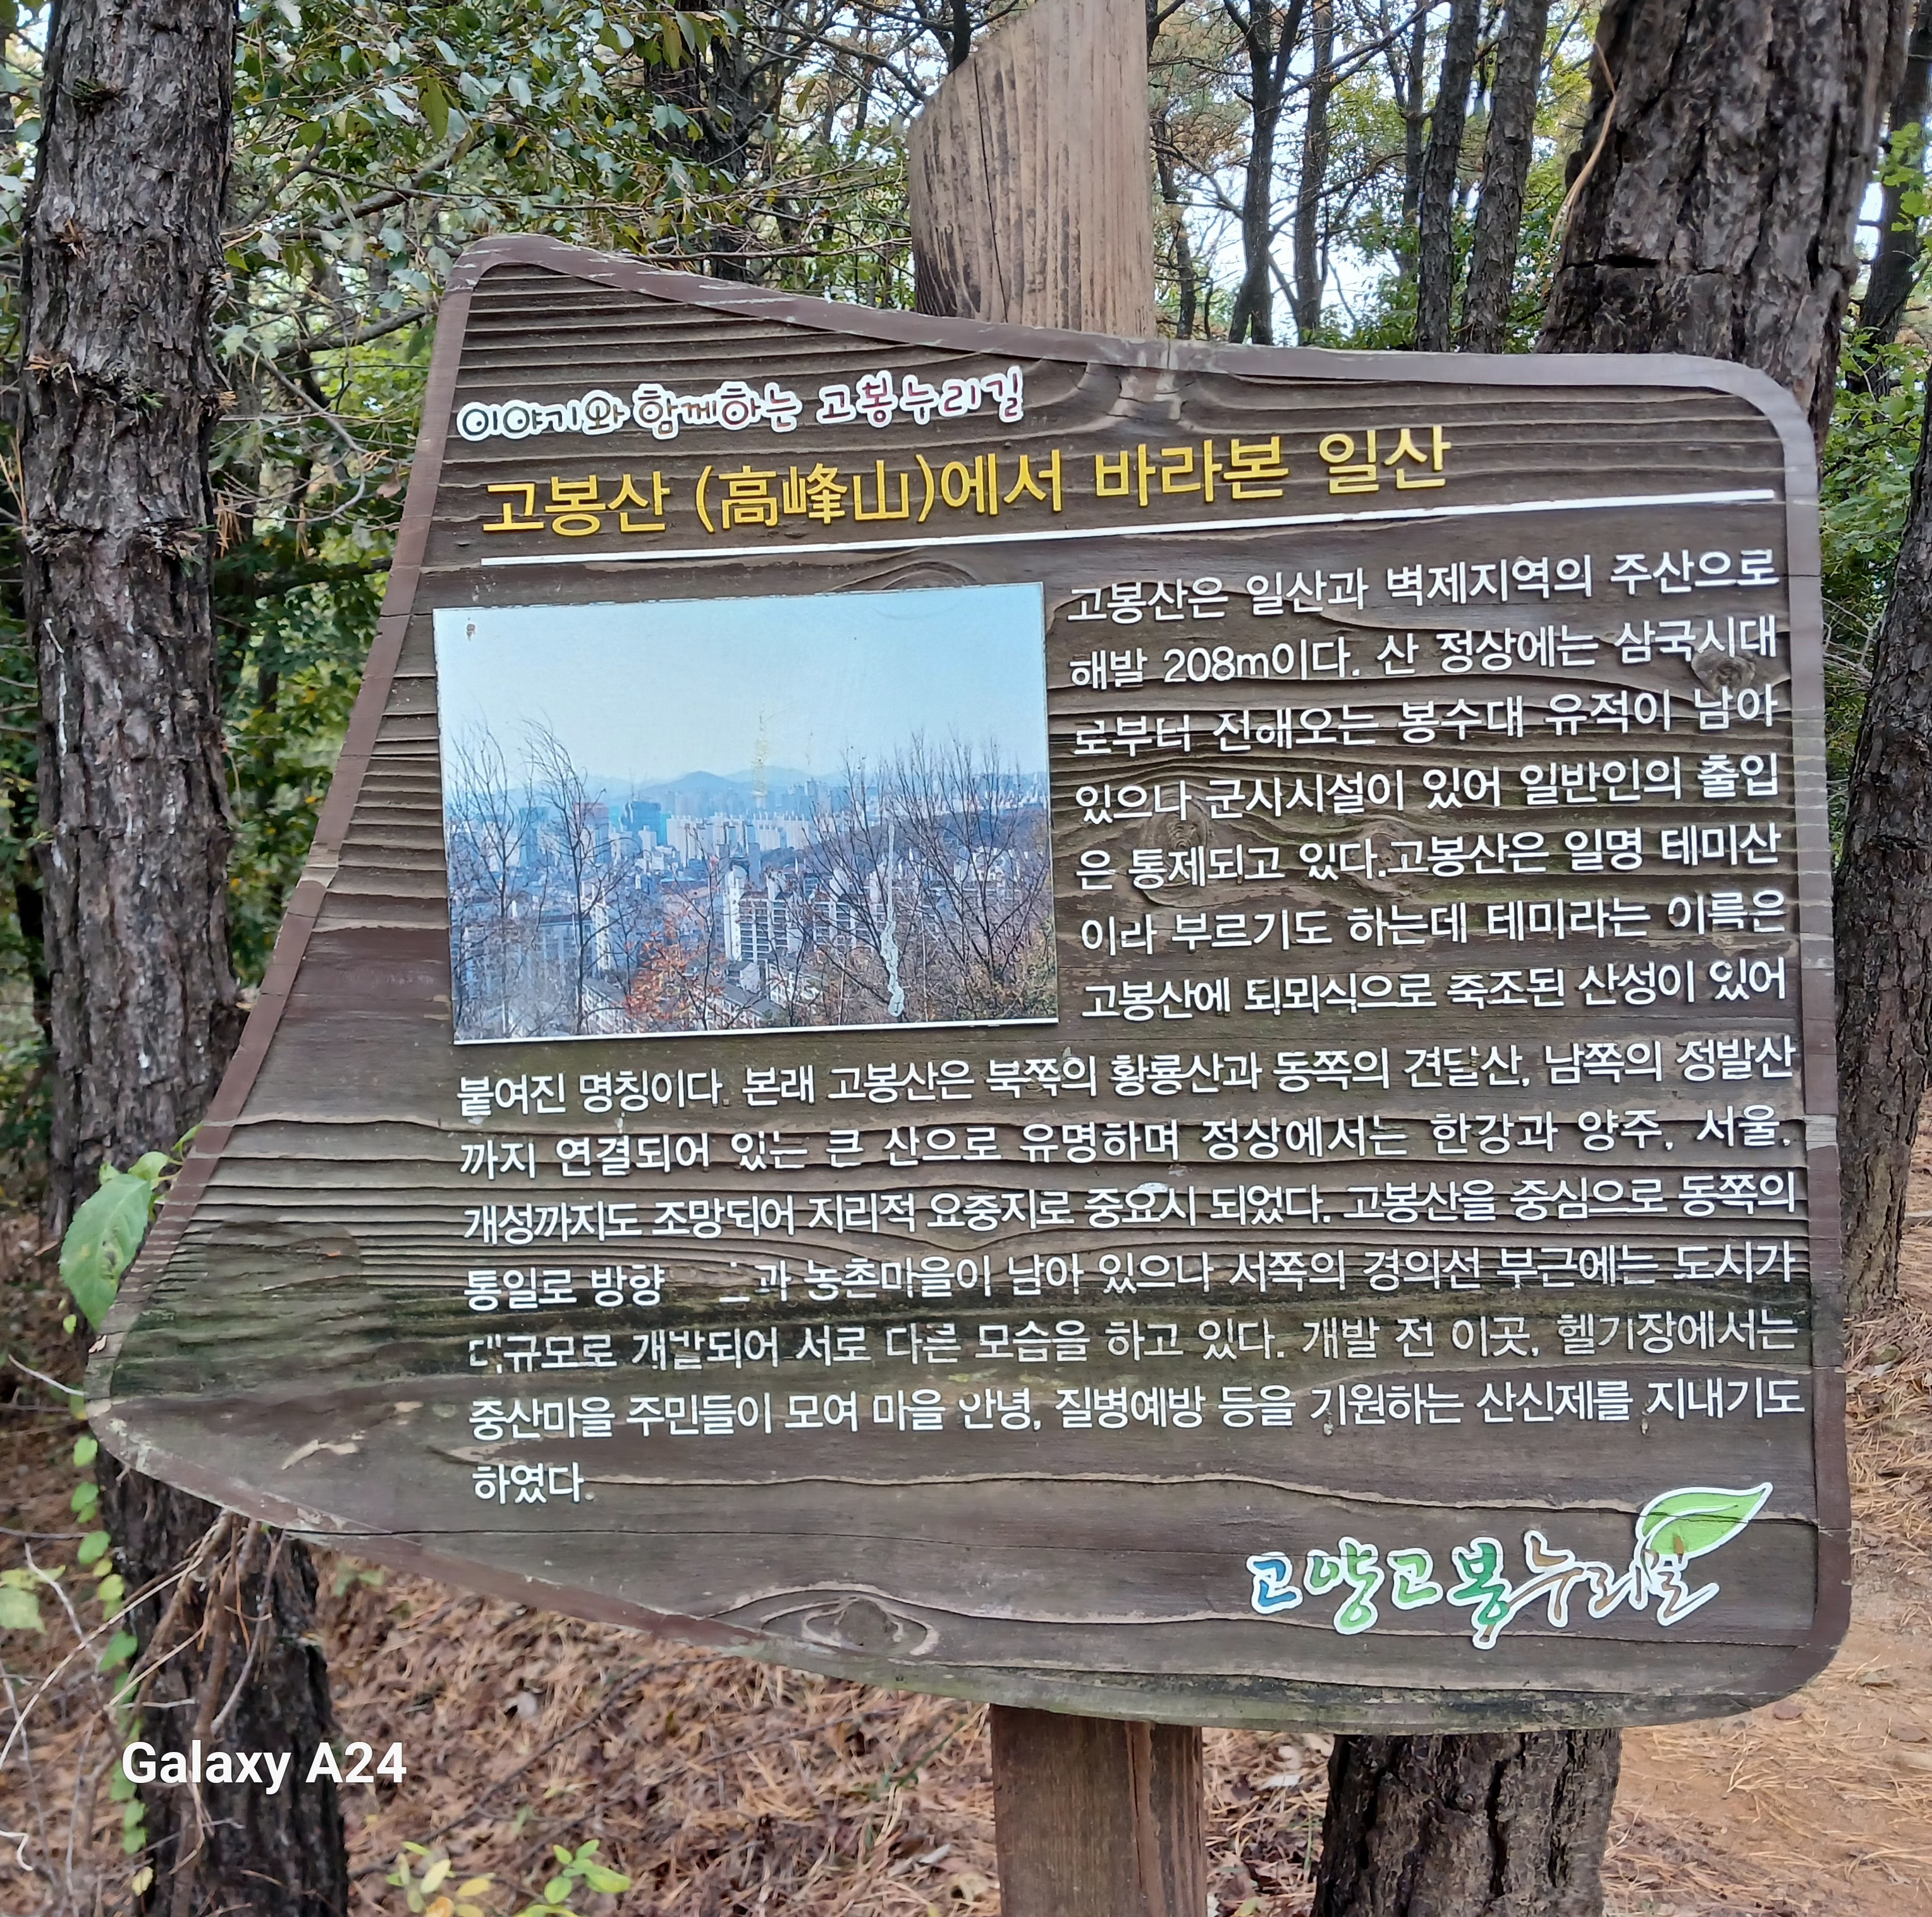 이야기와 함께하는 고봉누리길
고봉산 (高峰山)에서 바라본 일산
고봉산은 일산과 벽제지역의 주산으로
해발 208m이다. 산 정상에는 삼국시대
로부터 전해오는 봉수대 유적이 남아
있으나 군사시설이 있어 일반인의 출입
은 통제되고 있다.고봉산은 일명 테미산
이라 부르기도 하는데 테미라는 이름은
고봉산에 퇴뫼식으로 축조된 산성이 있어
붙여진 명칭이다. 본래 고봉산은 북쪽의 황룡산과 동쪽의 견달산, 남쪽의 정발산
까지 연결되어 있는 큰 산으로 유명하며 정상에서는 한강과 양주, 서울,
개성까지도 조망되어 지리적 요충지로 중요시 되었다. 고봉산을 중심으로 동쪽의
통일로 방향 과 농촌마을이 남아 있으나 서쪽의 경의선 부근에는 도시가
대규모로 개발되어 서로 다른 모습을 하고 있다. 개발 전 이곳, 헬기장에서는
중산마을 주민들이 모여 마을 안녕, 질병예방 등을 기원하는 산신제를 지내기도
하였다.
고양고봉누리길
Galaxy A24